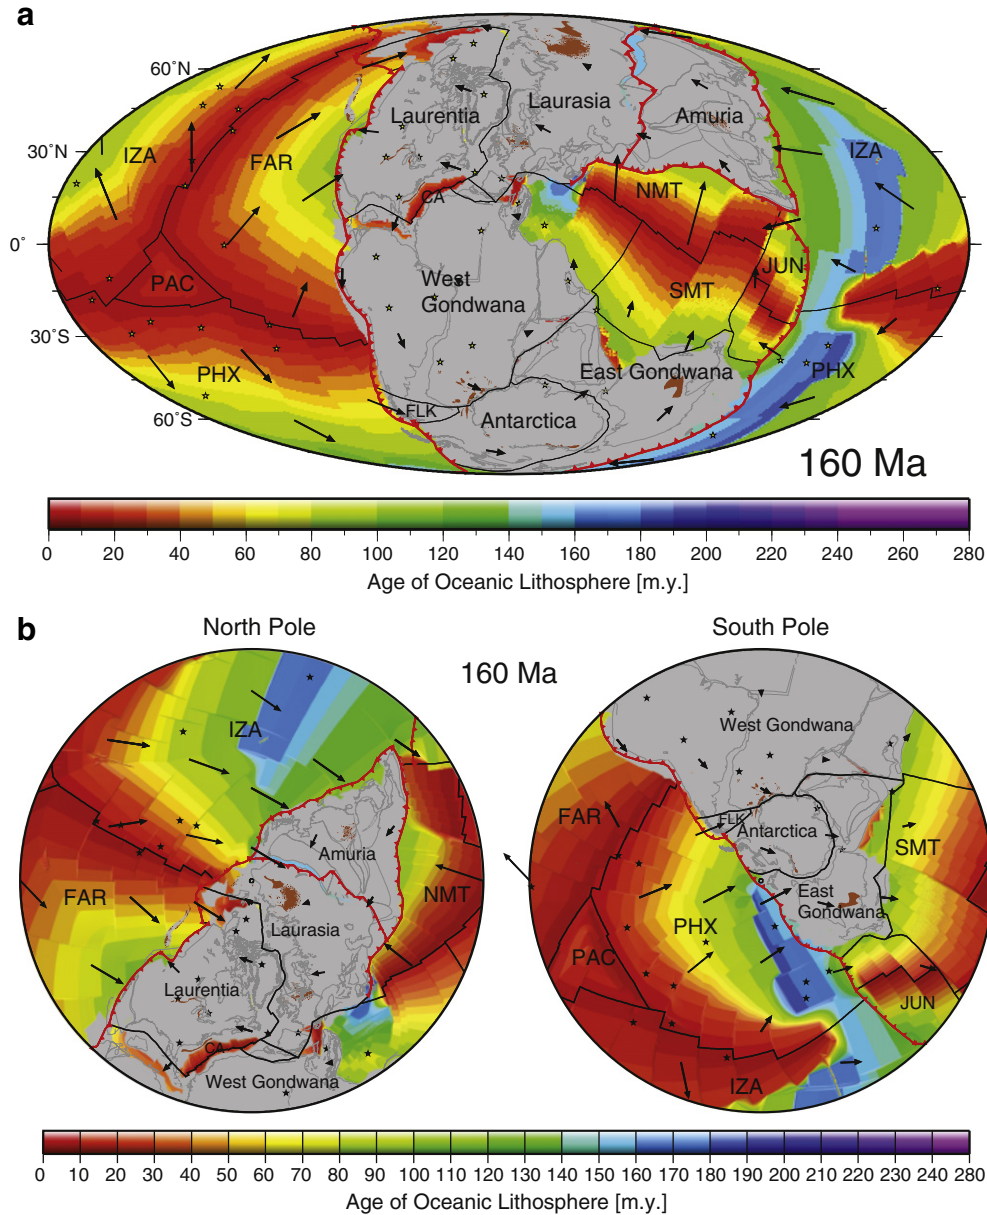 a
60°N
30°N
0°
30°S
60°S
Laurentia
Laurasia
Amuria
IZA
FAR
IZA
NMT
CA
PAC
West
Gondwana
SMT
JUN
PHX
East Gondwana
PHX
FLK
Antarctica
160 Ma
0 20 40 60 80 100 120 140 160 180 200 220 240 260 280
Age of Oceanic Lithosphere [m.y.]
b
North Pole
South Pole
160 Ma
IZA
Amuria
FAR
NMT
Laurasia
Laurentia
CA
West Gondwana
West Gondwana
FAR
FLK
Antarctica
SMT
East
Gondwana
PHX
PAC
JUN
IZA
0 10 20 30 40 50 60 70 80 90 100 110 120 130 140 150 160 170 180 190 200 210 220 230 240 250 260 270 280
Age of Oceanic Lithosphere [m.y.]